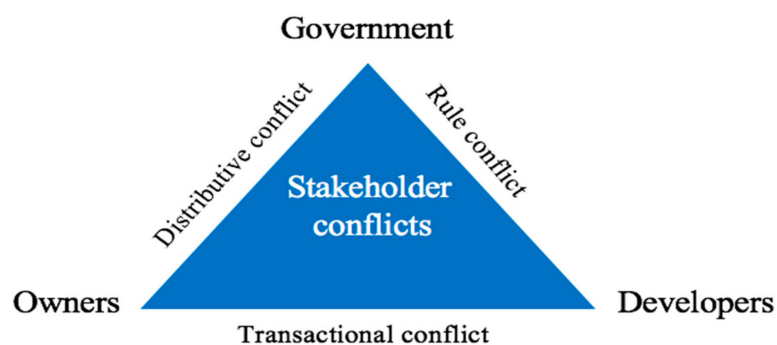 Government
Distributive conflict
Rule conflict
Stakeholder
conflicts
Owners
Developers
Transactional conflict